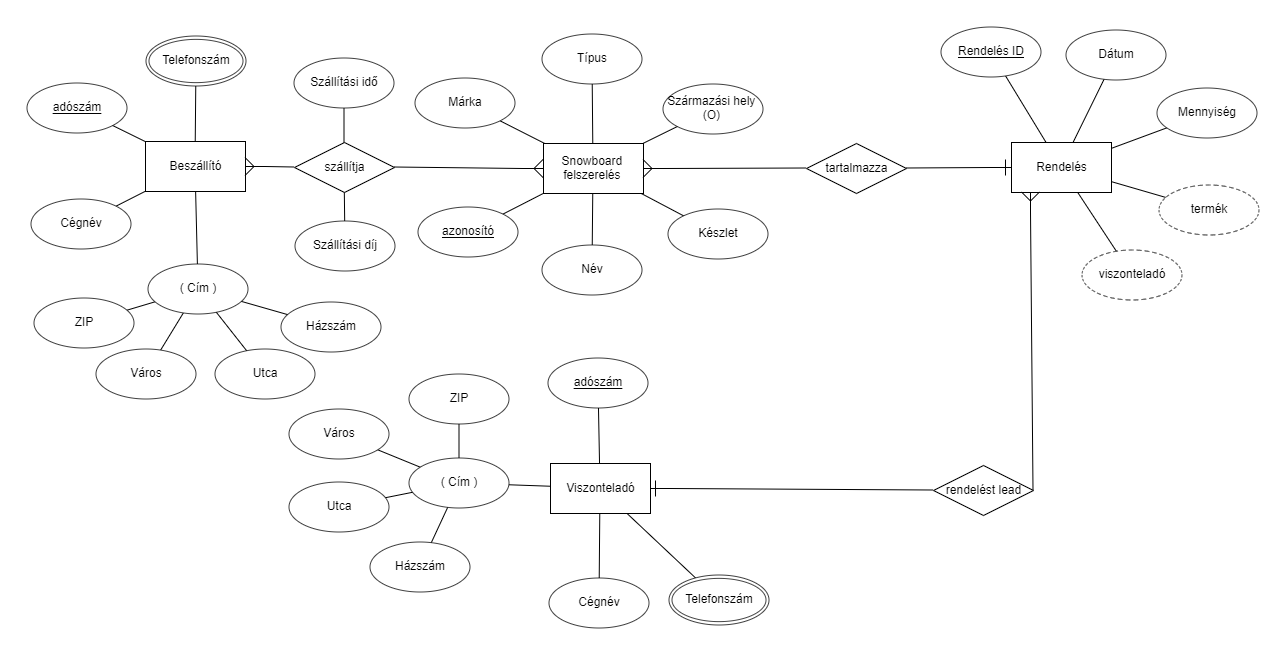 Telefonszám
adószám
Beszállító
Cégnév
( Cím )
ZIP
Város
Utca
Házszám
Szállítási idő
szállítja
Szállítási díj
Típus
Márka
Származási hely
(O)
Snowboard
felszerelés
azonosító
Készlet
Név
tartalmazza
Rendelés ID
Dátum
Mennyiség
Rendelés
termék
viszonteladó
adószám
ZIP
Város
( Cím )
Viszonteladó
rendelést lead
Utca
Házszám
Cégnév
Telefonszám